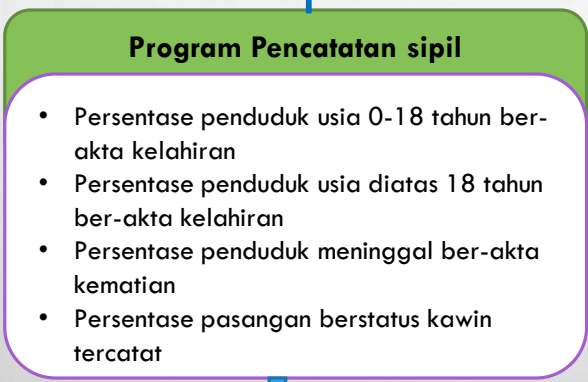 Program Pencatatan sipil
• Persentase penduduk usia 0-18 tahun ber-
akta kelahiran
• Persentase penduduk usia diatas 18 tahun
ber-akta kelahiran
• Persentase penduduk meninggal ber-akta
kematian
• Persentase pasangan berstatus kawin
tercatat